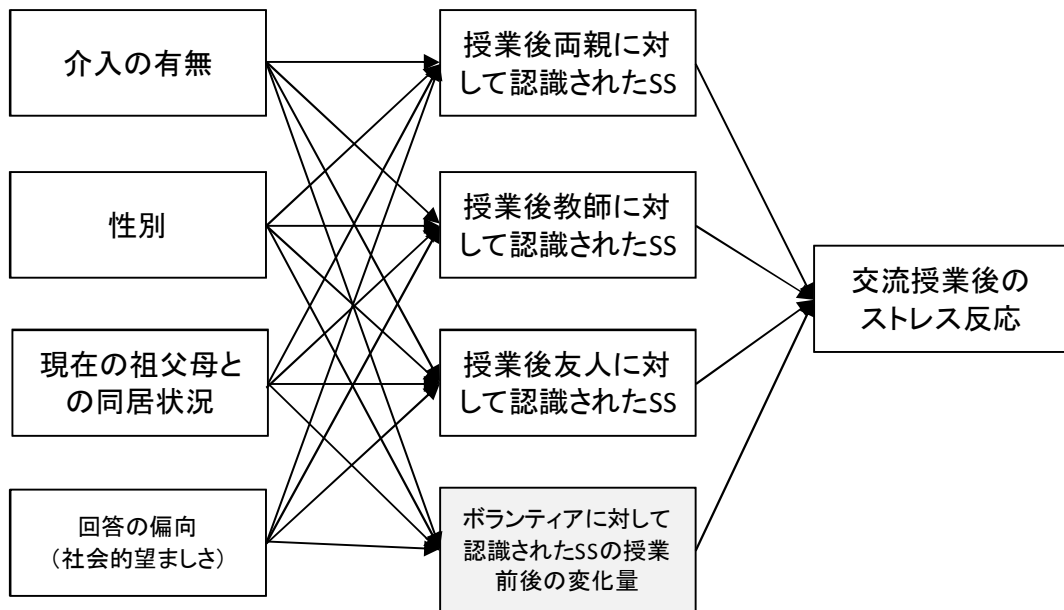 介入の有無
性別
現在の祖父母と
の同居状況
回答の偏向
（社会的望ましさ）
授業後両親に対
して認識されたSS
授業後教師に対
して認識されたSS
授業後友人に対
して認識されたSS
ボランティアに対して
認識されたSSの授業
前後の変化量
交流授業後の
ストレス反応